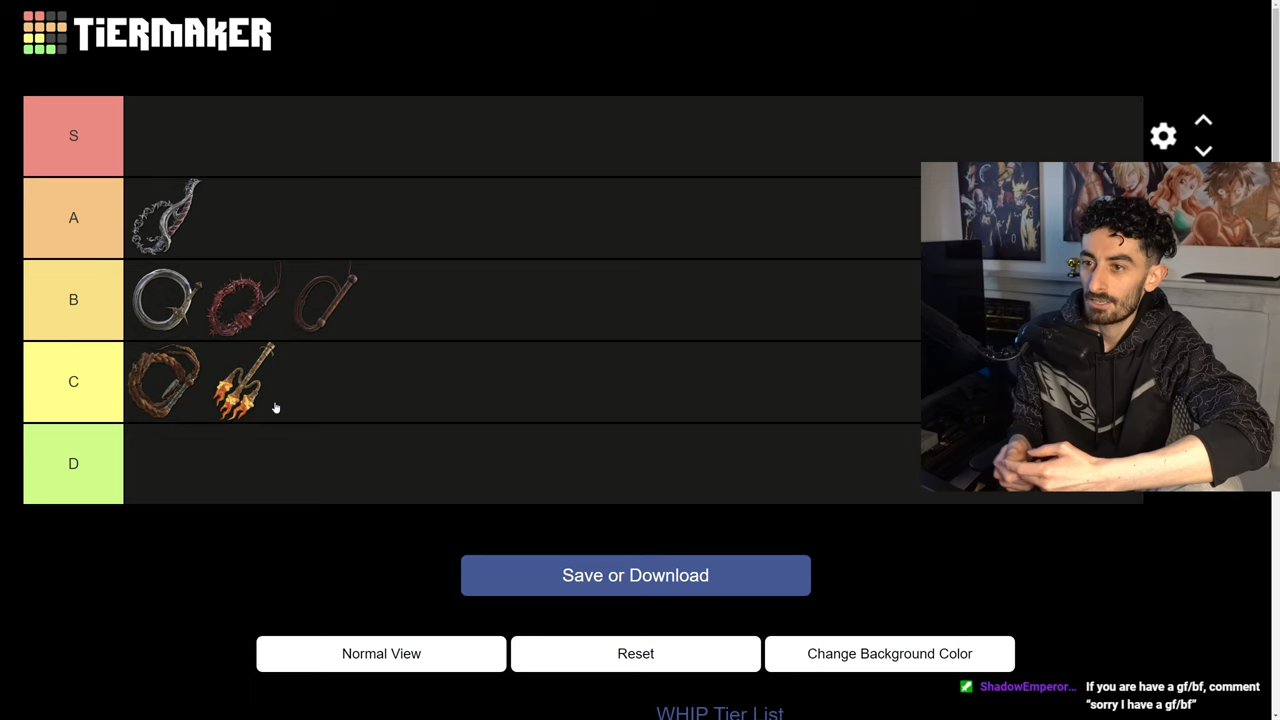 TiERMAKER
S
A
B
C
D
Save or Download
Normal View
Reset
Change Background Color
ShadowEmperor... If you are have a gf/bf, comment
“sorry I have a gf/bf”
WHIP Tier List